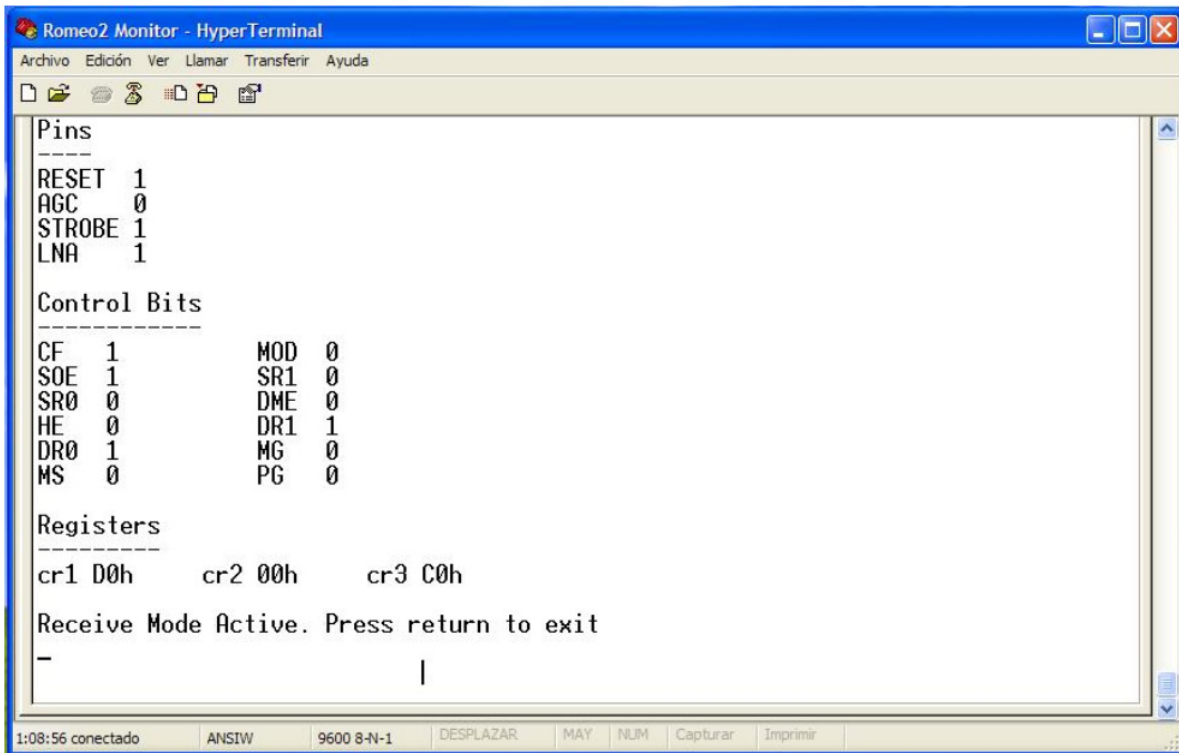 Romeo2 Monitor - HyperTerminal
Archivo Edición Ver Llamar Transferir Ayuda
Pins
----
RESET 1
AGC 0
STROBE 1
LNA 1
Control Bits
------------
CF 1 MOD 0
SOE 1 SR1 0
SR0 0 DME 0
HE 0 DR1 1
DR0 1 MG 0
MS 0 PG 0
Registers
---------
cr1 D0h cr2 00h cr3 C0h
Receive Mode Active. Press return to exit
1:08:56 conectado ANSIW 9600 8-N-1 DESPLAZAR MAY NUM Capturar Imprimir